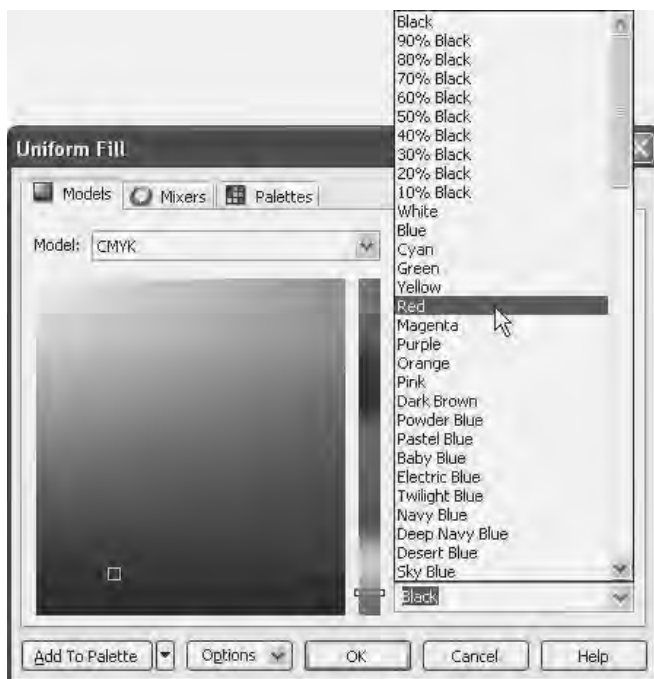 Black
90% Black
80% Black
70% Black
60% Black
50% Black
40% Black
30% Black
20% Black
10% Black
White
Blue
Cyan
Green
Yellow
Red
Magenta
Purple
Orange
Pink
Dark Brown
Powder Blue
Pastel Blue
Baby Blue
Electric Blue
Twilight Blue
Navy Blue
Deep Navy Blue
Desert Blue
Sky Blue
Uniform Fill
Models Mixers Palettes
Model: CMYK
Black
Add To Palette Options OK Cancel Help